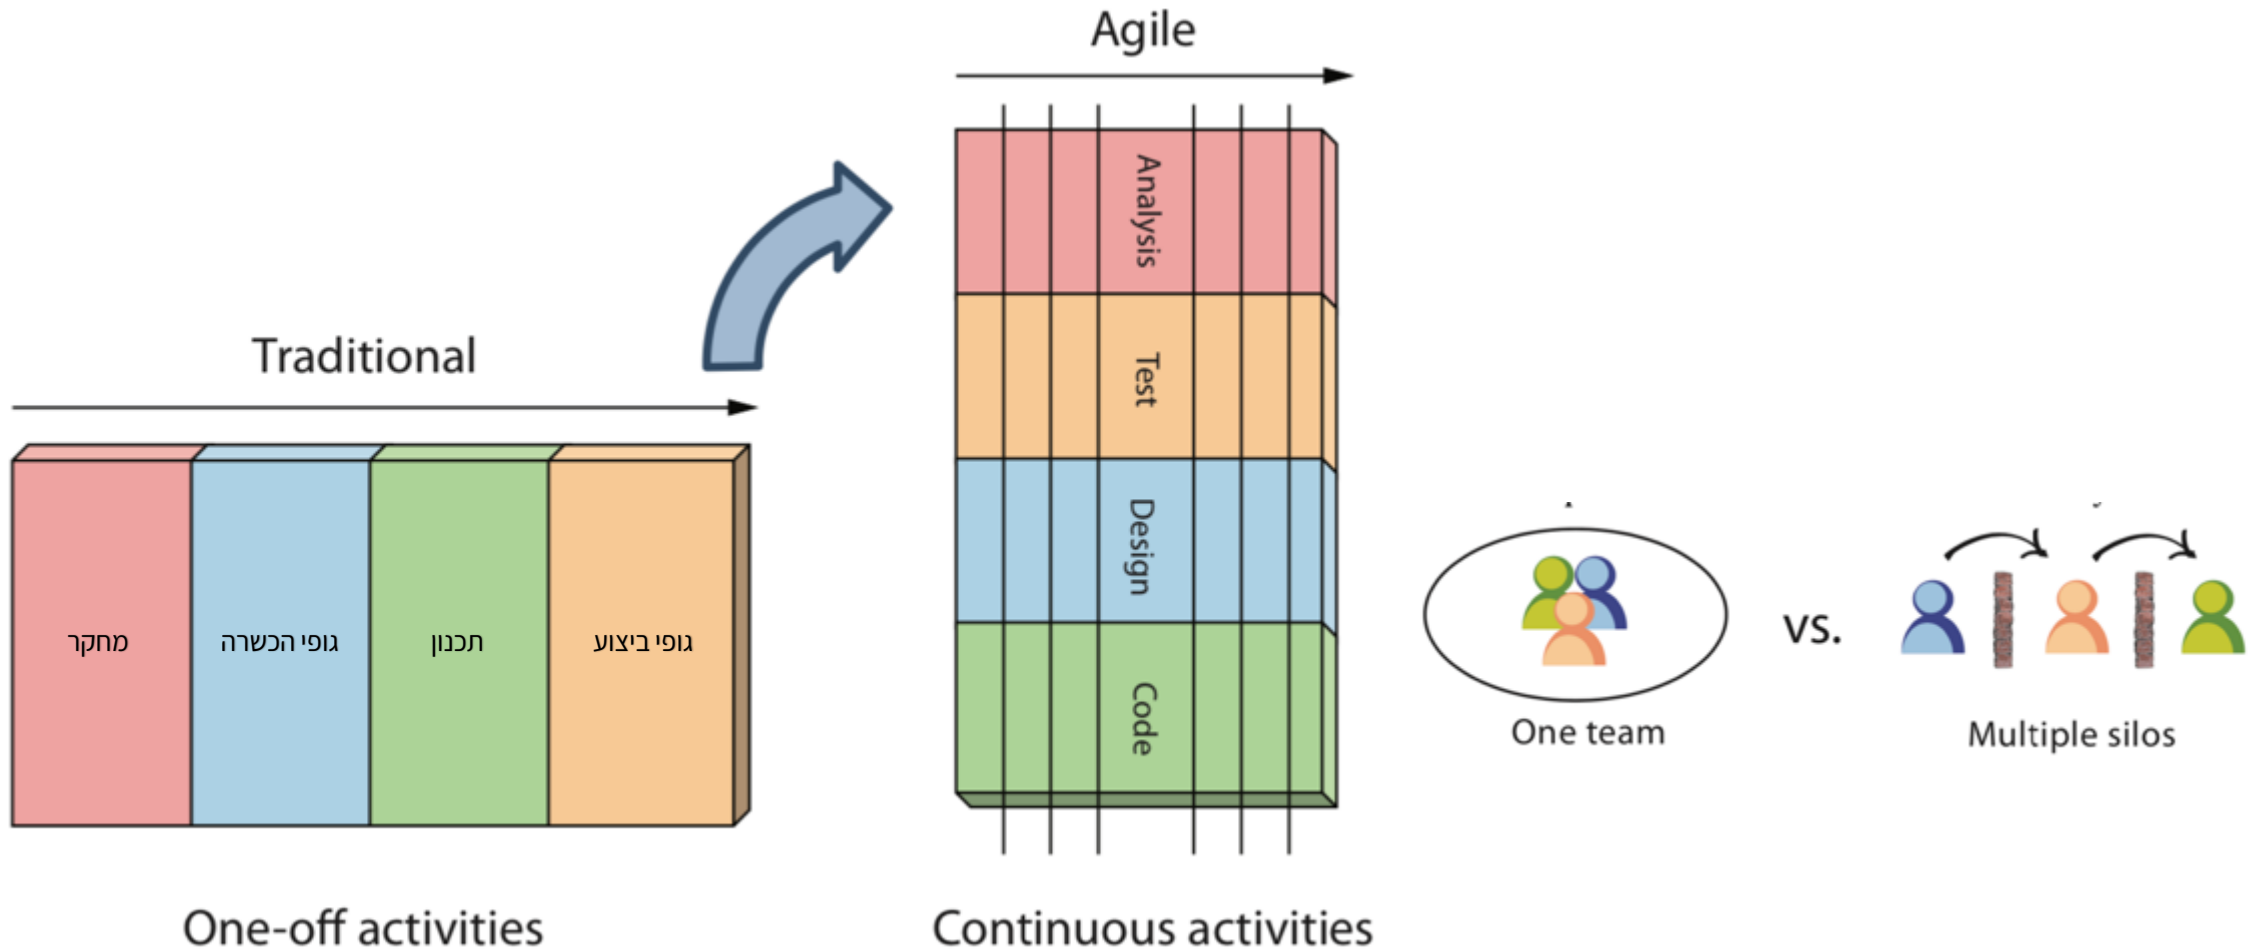 Agile
Traditional
Analysis
Test
Design
Code
מחקר
גופי הכשרה
תכנון
גופי ביצוע
One team
vs.
Multiple silos
One-off activities
Continuous activities